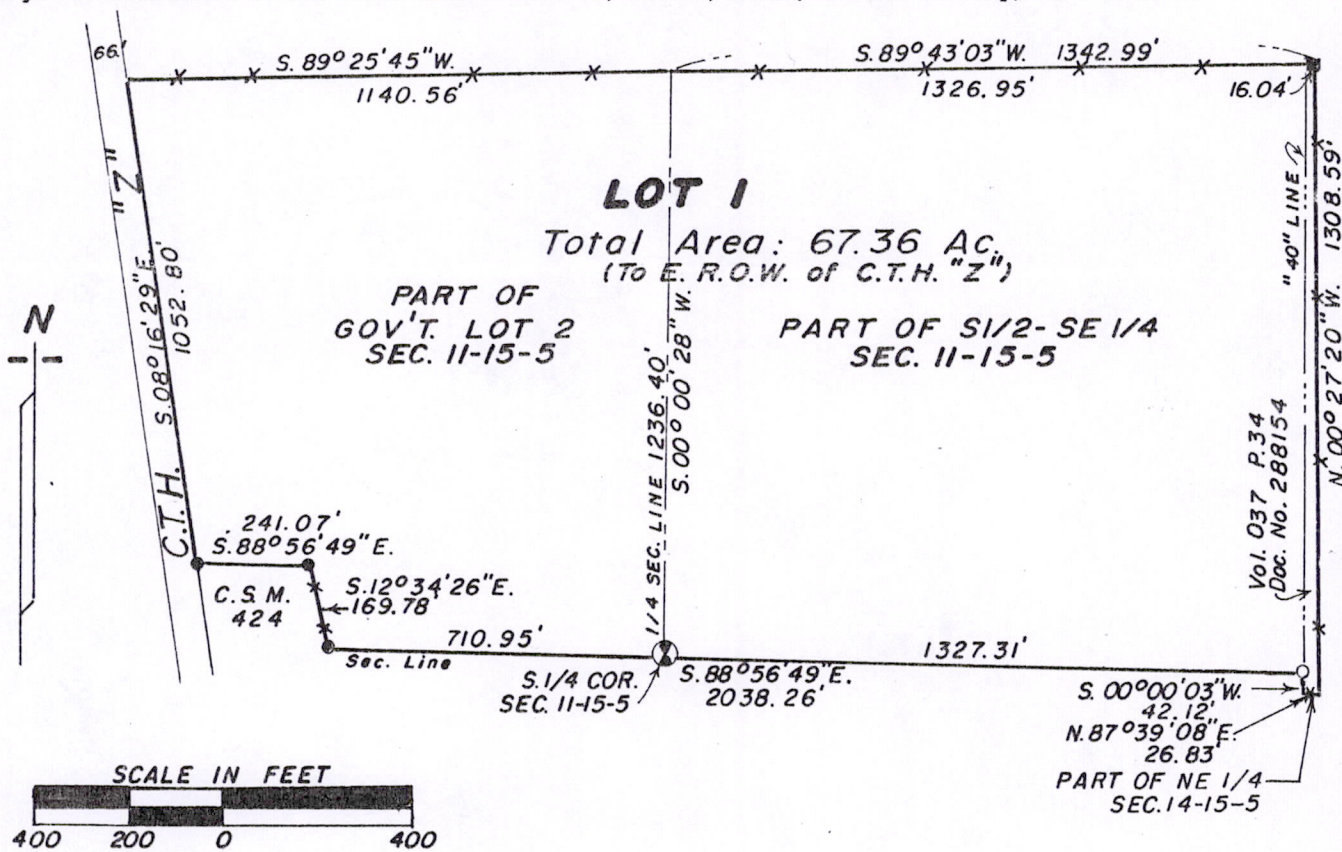 66'
S. 89° 25' 45" W.
1140.56'
S. 89° 43' 03" W. 1342.99'
1326.95'
16.04'
"Z"
C.T.H.
S. 08° 16' 29" E.
1052.80'
LOT 1
Total Area: 67.36 Ac.
(To E. R.O.W. of C.T.H. "Z")
PART OF
GOV'T. LOT 2
SEC. 11-15-5
PART OF S1/2- SE 1/4
SEC. 11-15-5
1/4 SEC. LINE 1236.40'
S. 00° 00' 28" W.
"40" LINE
N. 00° 27' 20" W. 1308.59'
Vol. 037 P.34
Doc. No. 288154
N
241.07'
S. 88° 56' 49" E.
C.S.M.
424
S. 12° 34' 26" E.
169.78'
710.95'
Sec. Line
S. 1/4 COR.
SEC. 11-15-5
S. 88° 56' 49" E.
2038.26'
1327.31'
S. 00° 00' 03" W.
42.12'
N. 87° 39' 08" E.
26.83'
PART OF NE 1/4
SEC. 14-15-5
SCALE IN FEET
400 200 0 400